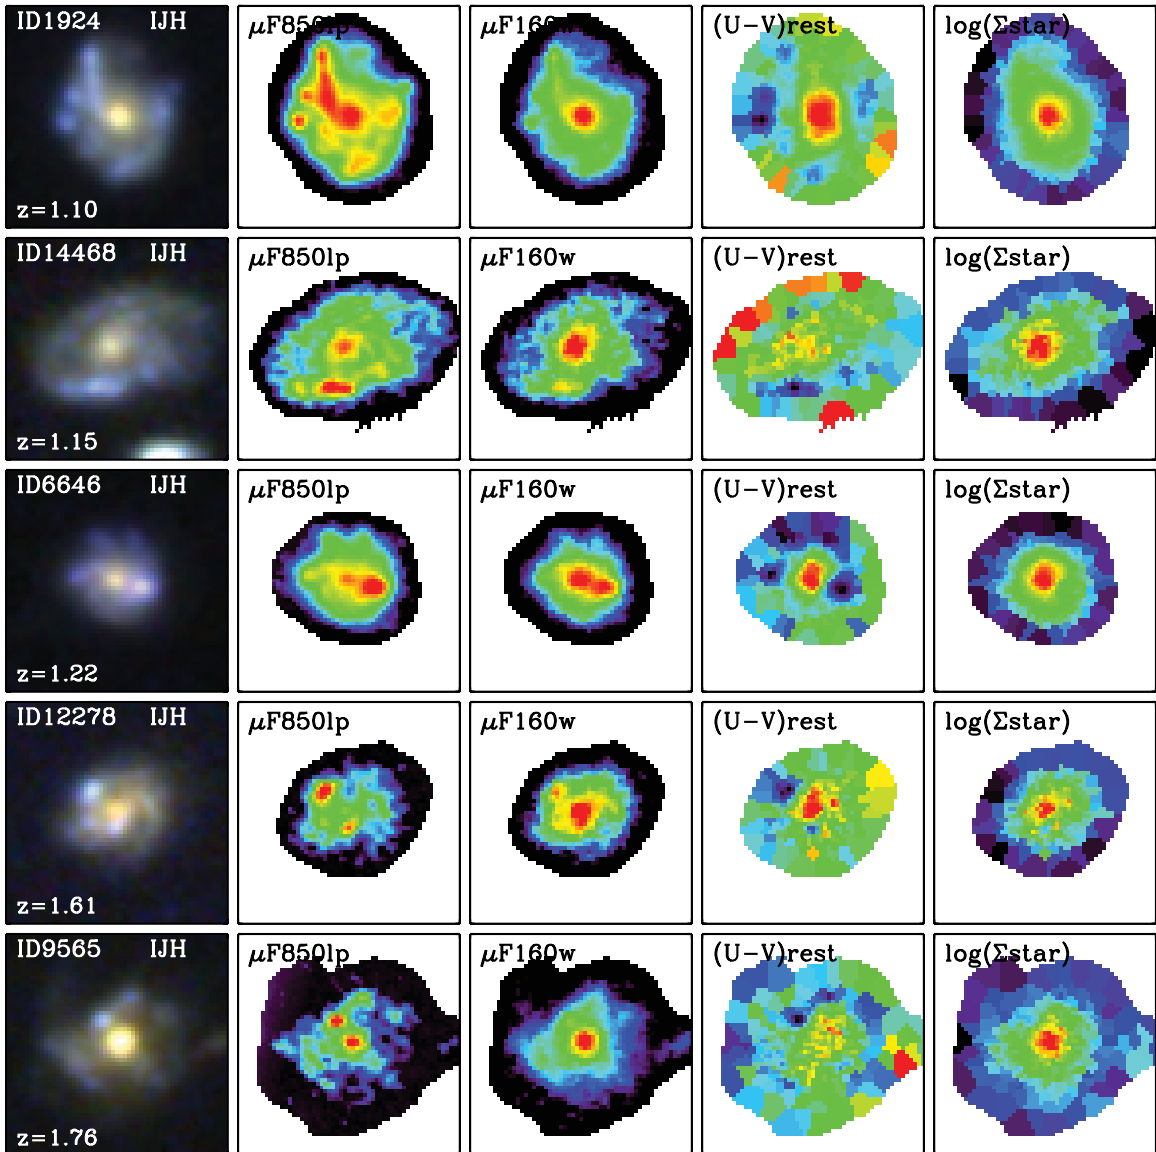 ID1924 IJH μF850lp μF160w (U-V)rest log(Σstar)
z=1.10
ID14468 IJH μF850lp μF160w (U-V)rest log(Σstar)
z=1.15
ID6646 IJH μF850lp μF160w (U-V)rest log(Σstar)
z=1.22
ID12278 IJH μF850lp μF160w (U-V)rest log(Σstar)
z=1.61
ID9565 IJH μF850lp μF160w (U-V)rest log(Σstar)
z=1.76